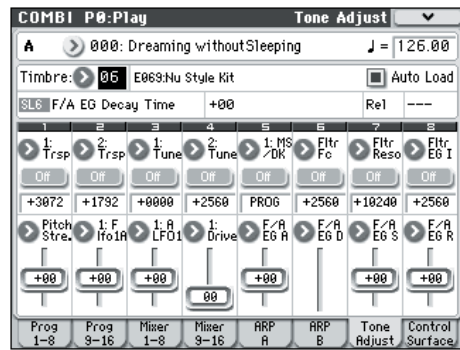 COMBI P0:Play Tone Adjust
A 000: Dreaming withoutSleeping ♩= 126.00
Timbre: 06 E069:Nu Style Kit Auto Load
SL6 F/A EG Decay Time +00 Rel ---
1 2 3 4 5 6 7 8
1: Trsp 2: Trsp 1: Tune 2: Tune 1: MS/DK Fltr Fc Fltr Reso Fltr EG I
Off Off Off Off Off Off Off Off
+3072 +1792 +0000 +2560 PROG +2560 +10240 +2560
Pitch Stre. 1: F lfo1A 1: A LFO1 1: Drive F/A EG A F/A EG D F/A EG S F/A EG R
+00 +00 +00 00 +00 +00 +00
Prog 1-8 Prog 9-16 Mixer 1-8 Mixer 9-16 ARP A ARP B Tone Adjust Control Surface